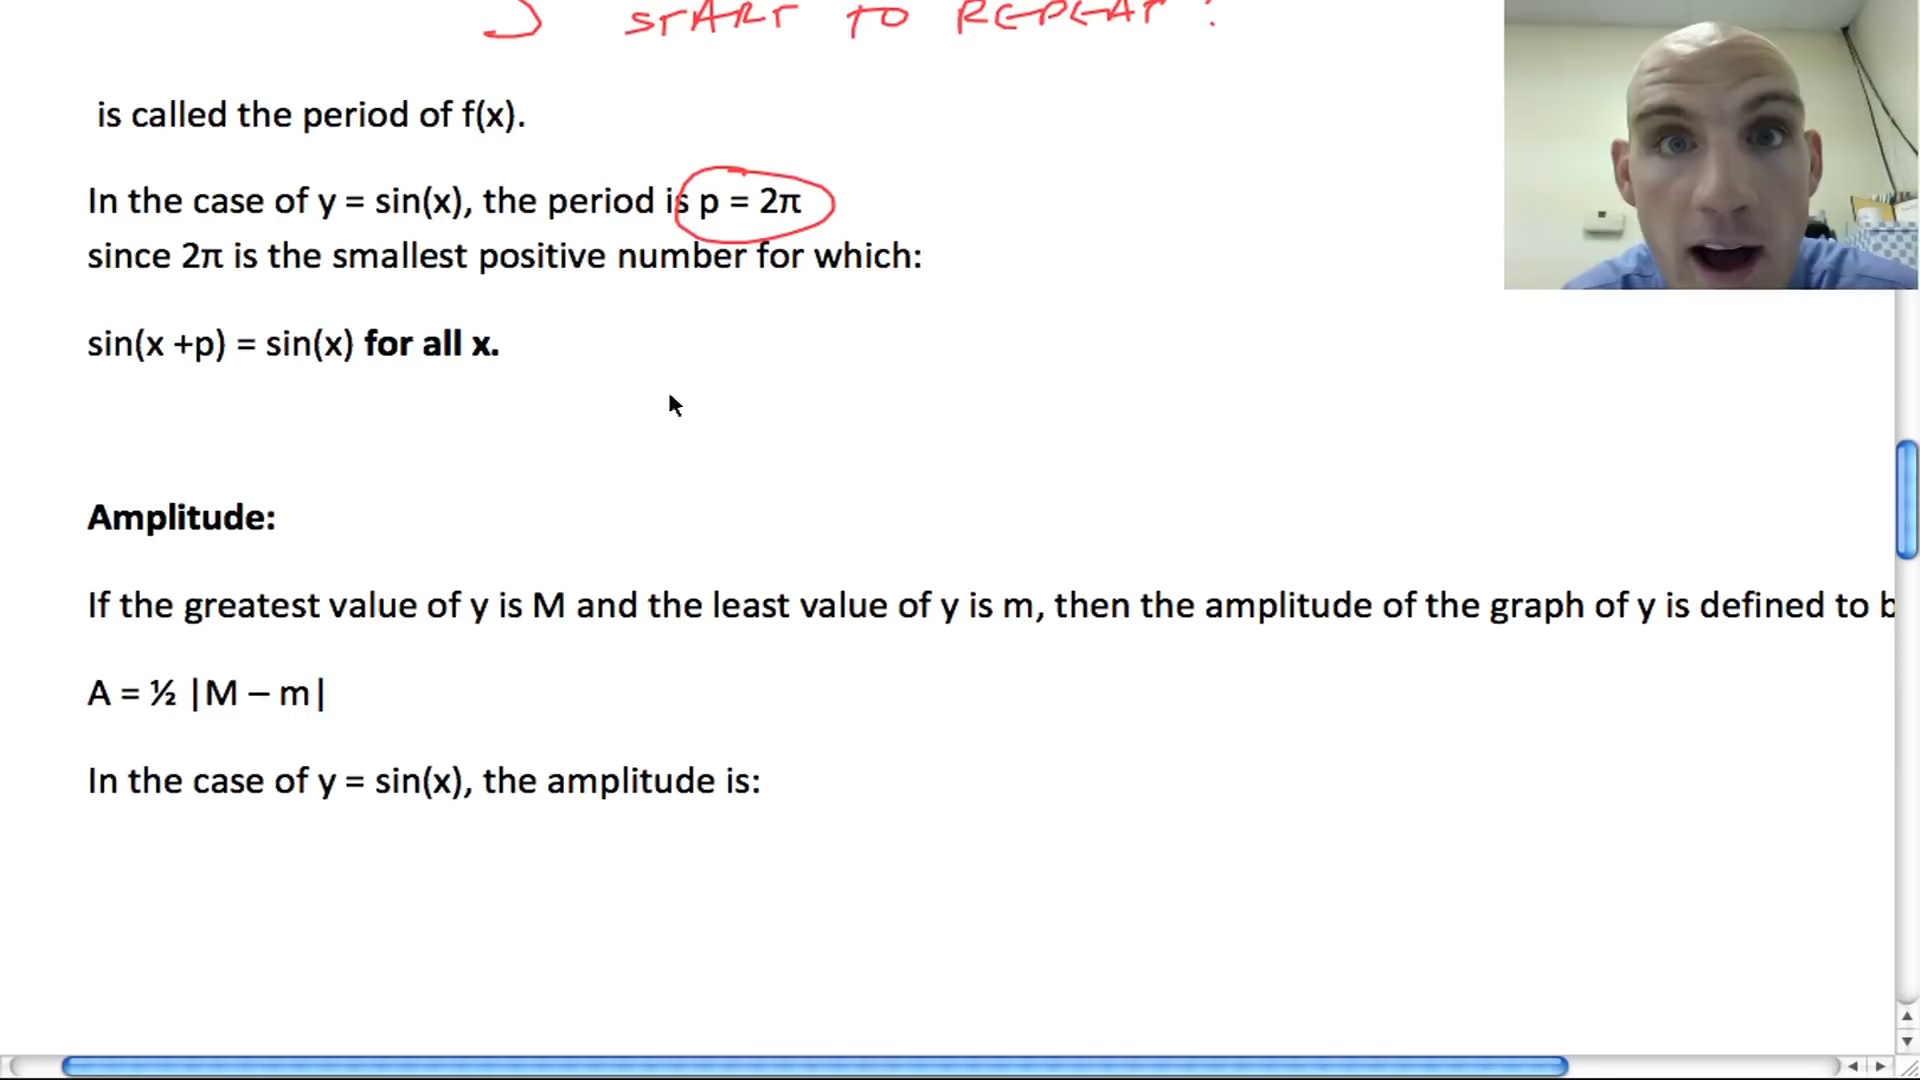 START TO REPEAT?
is called the period of f(x).
In the case of y = sin(x), the period is p = 2π
since 2π is the smallest positive number for which:
sin(x +p) = sin(x) for all x.
Amplitude:
If the greatest value of y is M and the least value of y is m, then the amplitude of the graph of y is defined to b
A = ½ |M – m|
In the case of y = sin(x), the amplitude is: